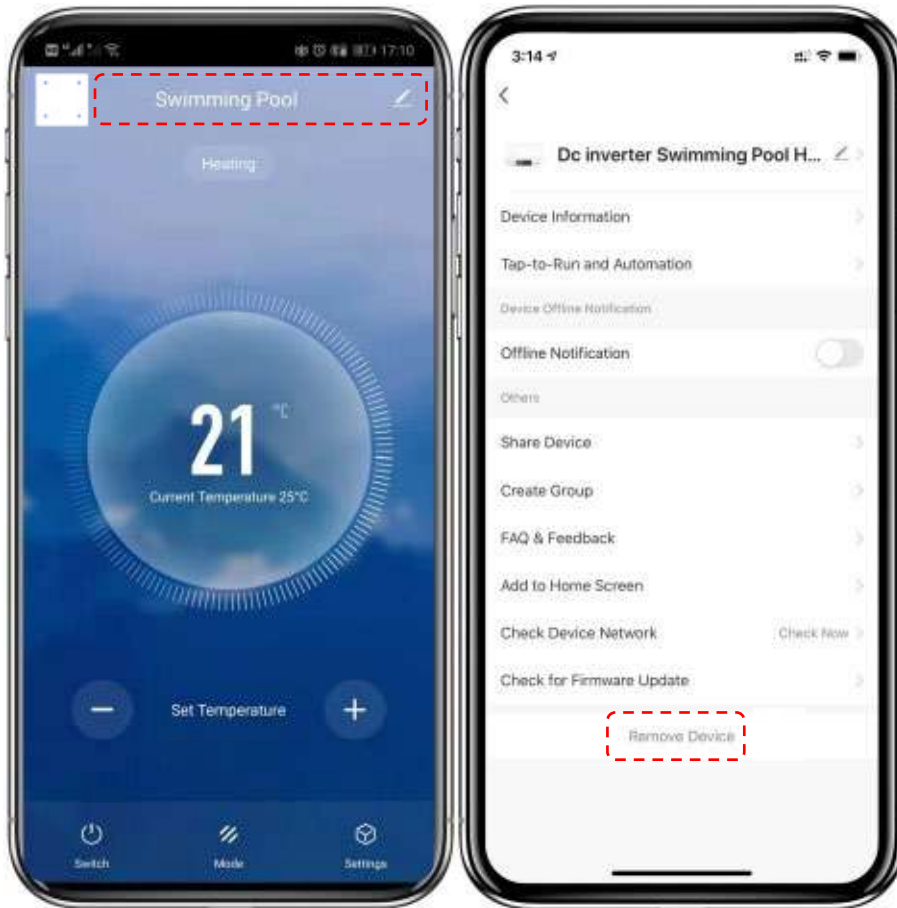 17:10
Swimming Pool
Heating
21 °C
Current Temperature 25°C
Set Temperature
Switch
Mode
Settings
3:14
Dc inverter Swimming Pool H...
Device Information
Tap-to-Run and Automation
Device Offline Notification
Offline Notification
Others
Share Device
Create Group
FAQ & Feedback
Add to Home Screen
Check Device Network Check Now
Check for Firmware Update
Remove Device